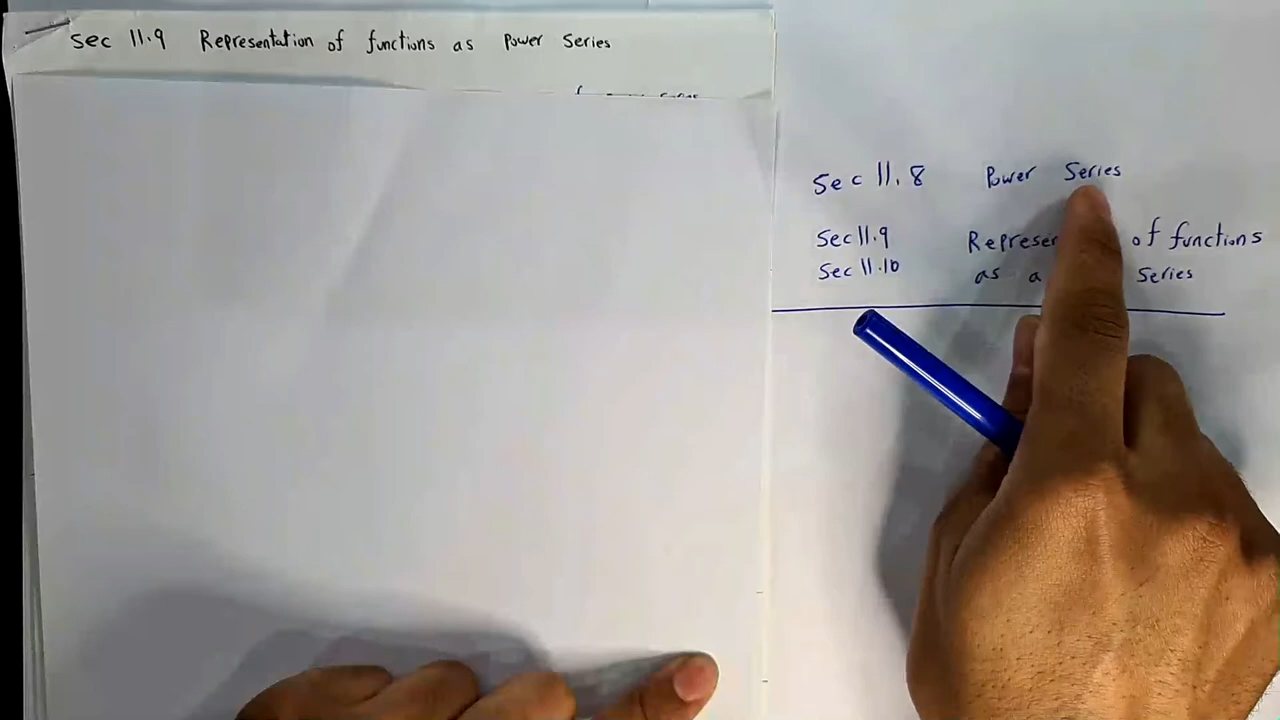 Sec 11.9 Representation of functions as Power Series
Sec 11.8 Power Series
Sec 11.9 of functions
Sec 11.10 as a Series